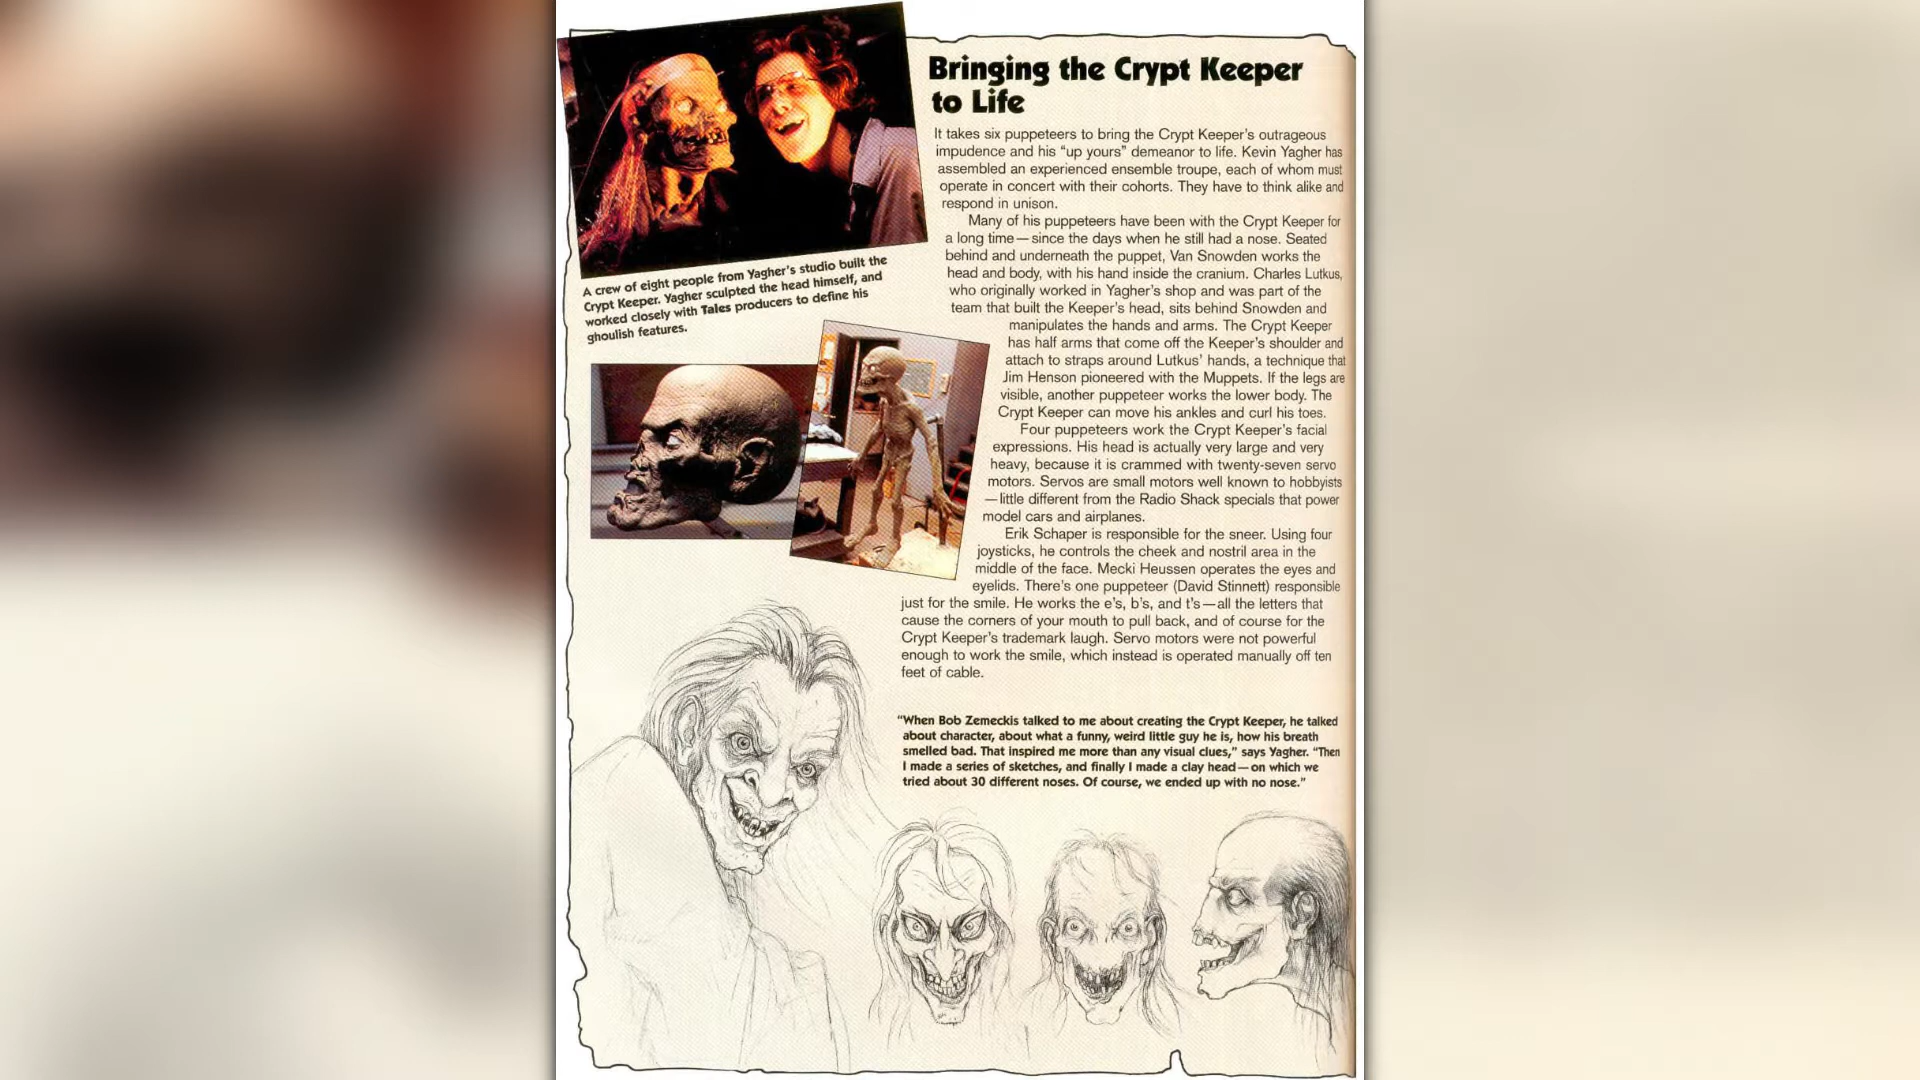 Bringing the Crypt Keeper
to Life
It takes six puppeteers to bring the Crypt Keeper's outrageous
impudence and his "up yours" demeanor to life. Kevin Yagher has
assembled an experienced ensemble troupe, each of whom must
operate in concert with their cohorts. They have to think alike and
respond in unison.
Many of his puppeteers have been with the Crypt Keeper for
a long time—since the days when he still had a nose. Seated
behind and underneath the puppet, Van Snowden works the
head and body, with his hand inside the cranium. Charles Lutkus,
who originally worked in Yagher's shop and was part of the
team that built the Keeper's head, sits behind Snowden and
manipulates the hands and arms. The Crypt Keeper
has half arms that come off the Keeper's shoulder and
attach to straps around Lutkus' hands, a technique that
Jim Henson pioneered with the Muppets. If the legs are
visible, another puppeteer works the lower body. The
Crypt Keeper can move his ankles and curl his toes.
Four puppeteers work the Crypt Keeper's facial
expressions. His head is actually very large and very
heavy, because it is crammed with twenty-seven servo
motors. Servos are small motors well known to hobbyists
—little different from the Radio Shack specials that power
model cars and airplanes.
Erik Schaper is responsible for the sneer. Using four
joysticks, he controls the cheek and nostril area in the
middle of the face. Mecki Heussen operates the eyes and
eyelids. There's one puppeteer (David Stinnett) responsible
just for the smile. He works the e's, b's, and t's—all the letters that
cause the corners of your mouth to pull back, and of course for the
Crypt Keeper's trademark laugh. Servo motors were not powerful
enough to work the smile, which instead is operated manually off ten
feet of cable.
A crew of eight people from Yagher's studio built the
Crypt Keeper. Yagher sculpted the head himself, and
worked closely with Tales producers to define his
ghoulish features.
"When Bob Zemeckis talked to me about creating the Crypt Keeper, he talked
about character, about what a funny, weird little guy he is, how his breath
smelled bad. That inspired me more than any visual clues," says Yagher. "Then
I made a series of sketches, and finally I made a clay head—on which we
tried about 30 different noses. Of course, we ended up with no nose."